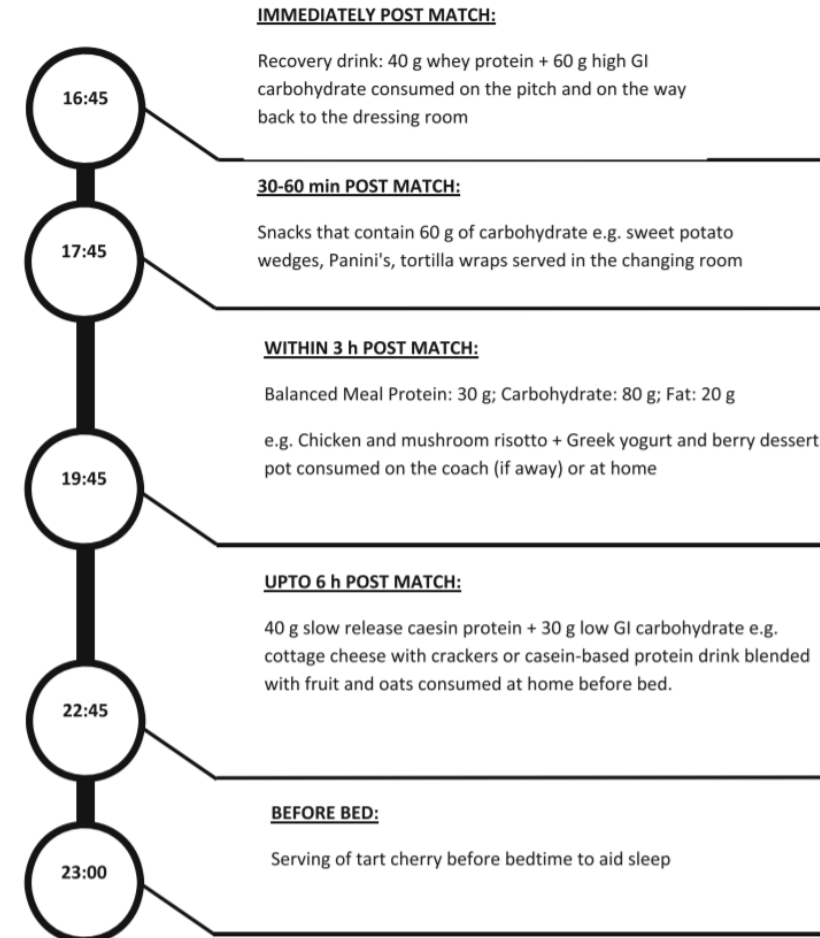 IMMEDIATELY POST MATCH:
16:45
Recovery drink: 40 g whey protein + 60 g high GI
carbohydrate consumed on the pitch and on the way
back to the dressing room
30-60 min POST MATCH:
17:45
Snacks that contain 60 g of carbohydrate e.g. sweet potato
wedges, Panini's, tortilla wraps served in the changing room
WITHIN 3 h POST MATCH:
19:45
Balanced Meal Protein: 30 g; Carbohydrate: 80 g; Fat: 20 g
e.g. Chicken and mushroom risotto + Greek yogurt and berry dessert
pot consumed on the coach (if away) or at home
UPTO 6 h POST MATCH:
22:45
40 g slow release caesin protein + 30 g low GI carbohydrate e.g.
cottage cheese with crackers or casein-based protein drink blended
with fruit and oats consumed at home before bed.
BEFORE BED:
23:00
Serving of tart cherry before bedtime to aid sleep